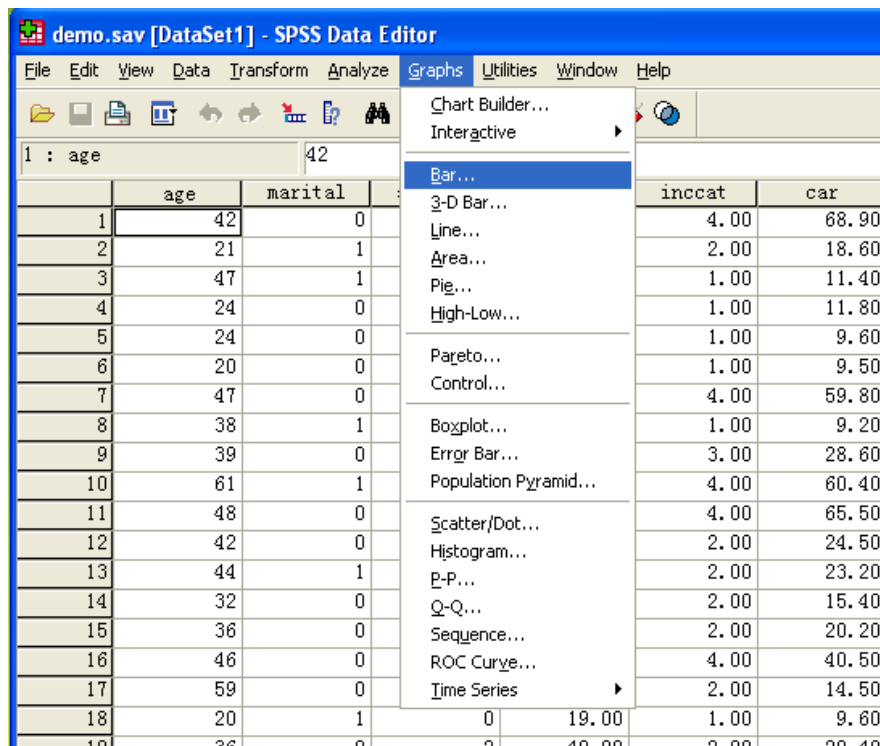 demo.sav [DataSet1] - SPSS Data Editor
File Edit View Data Transform Analyze Graphs Utilities Window Help
Chart Builder...
Interactive
Bar...
3-D Bar...
Line...
Area...
Pie...
High-Low...
Pareto...
Control...
Boxplot...
Error Bar...
Population Pyramid...
Scatter/Dot...
Histogram...
P-P...
Q-Q...
Sequence...
ROC Curve...
Time Series
1 : age 42
age marital inccat car
1 42 0 4.00 68.90
2 21 1 2.00 18.60
3 47 1 1.00 11.40
4 24 0 1.00 11.80
5 24 0 1.00 9.60
6 20 0 1.00 9.50
7 47 0 4.00 59.80
8 38 1 1.00 9.20
9 39 0 3.00 28.60
10 61 1 4.00 60.40
11 48 0 4.00 65.50
12 42 0 2.00 24.50
13 44 1 2.00 23.20
14 32 0 2.00 15.40
15 36 0 2.00 20.20
16 46 0 4.00 40.50
17 59 0 2.00 14.50
18 20 1 0 19.00 1.00 9.60